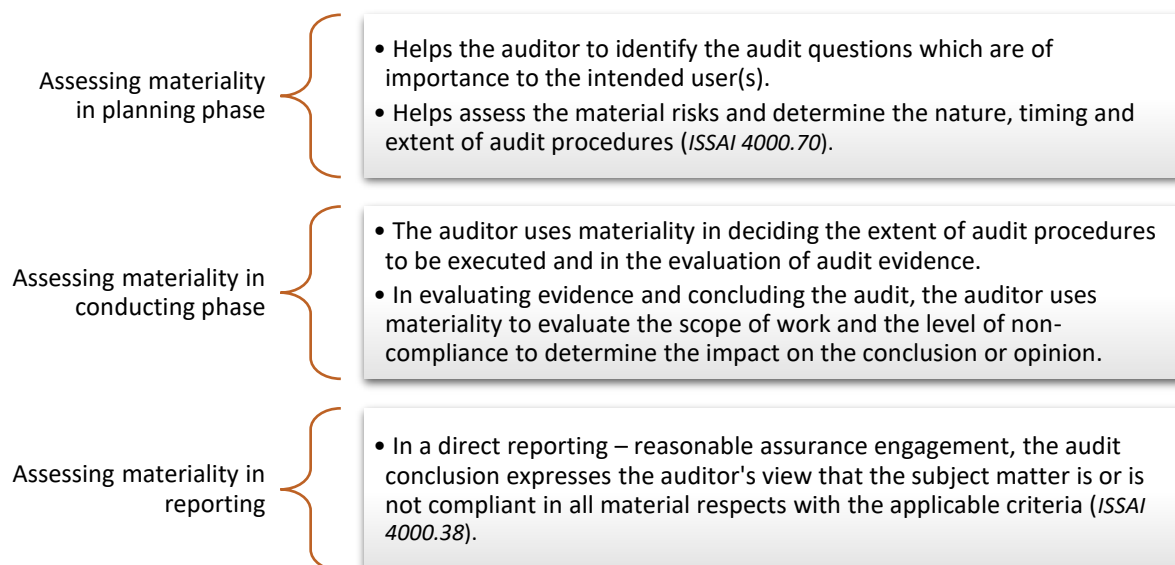 Assessing materiality
in planning phase
• Helps the auditor to identify the audit questions which are of
importance to the intended user(s).
• Helps assess the material risks and determine the nature, timing and
extent of audit procedures (ISSAI 4000.70).
Assessing materiality in
conducting phase
• The auditor uses materiality in deciding the extent of audit procedures
to be executed and in the evaluation of audit evidence.
• In evaluating evidence and concluding the audit, the auditor uses
materiality to evaluate the scope of work and the level of non-
compliance to determine the impact on the conclusion or opinion.
Assessing materiality in
reporting
• In a direct reporting – reasonable assurance engagement, the audit
conclusion expresses the auditor's view that the subject matter is or is
not compliant in all material respects with the applicable criteria (ISSAI
4000.38).